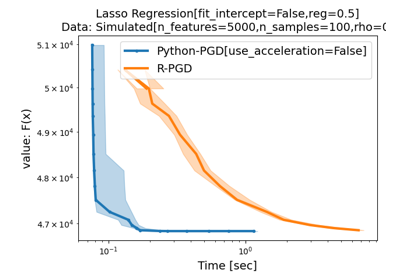 Lasso Regression[fit_intercept=False,reg=0.5]
Data: Simulated[n_features=5000,n_samples=100,rho=0
Python-PGD[use_acceleration=False]
R-PGD
value: F(x)
5.1 × 10⁴
5 × 10⁴
4.9 × 10⁴
4.8 × 10⁴
4.7 × 10⁴
10⁻¹
10⁰
Time [sec]